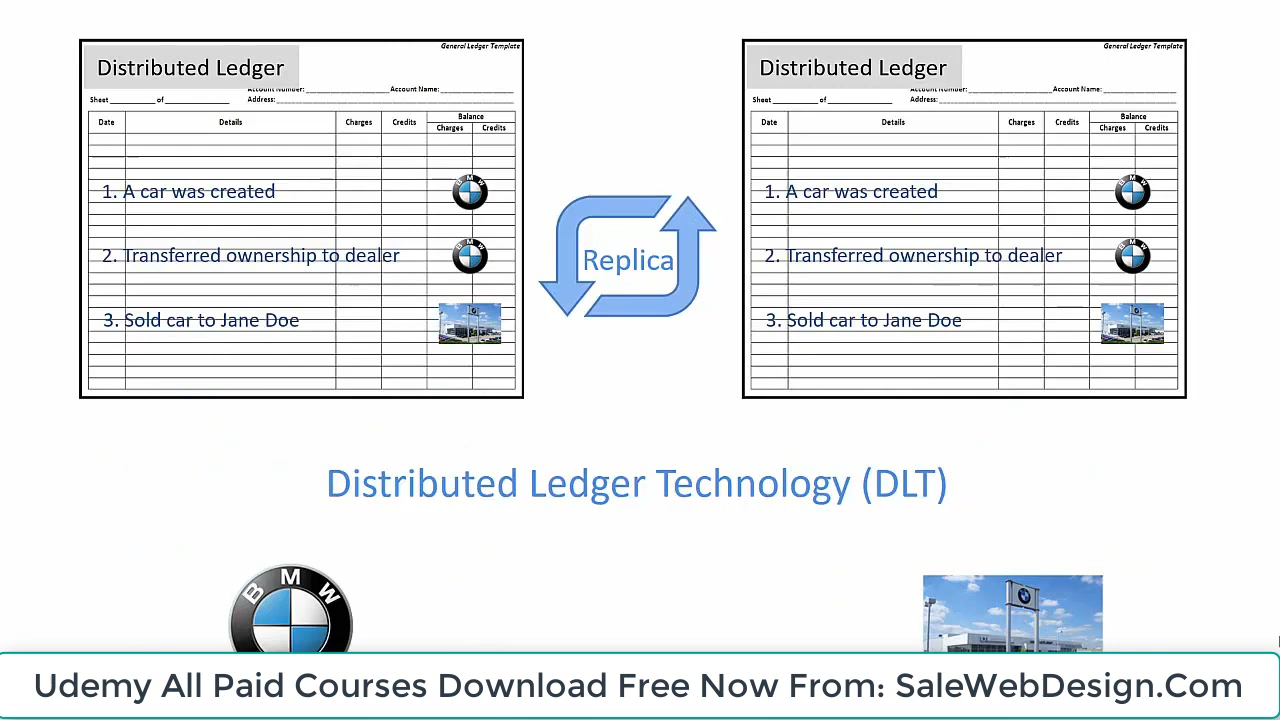 General Ledger Template
Distributed Ledger
Account Number: Account Name:
Sheet of Address:
Date Details Charges Credits Balance
Charges Credits
1. A car was created
BMW
2. Transferred ownership to dealer
BMW
3. Sold car to Jane Doe
Replica
General Ledger Template
Distributed Ledger
Account Number: Account Name:
Sheet of Address:
Date Details Charges Credits Balance
Charges Credits
1. A car was created
BMW
2. Transferred ownership to dealer
BMW
3. Sold car to Jane Doe
Distributed Ledger Technology (DLT)
BMW
Udemy All Paid Courses Download Free Now From: SaleWebDesign.Com